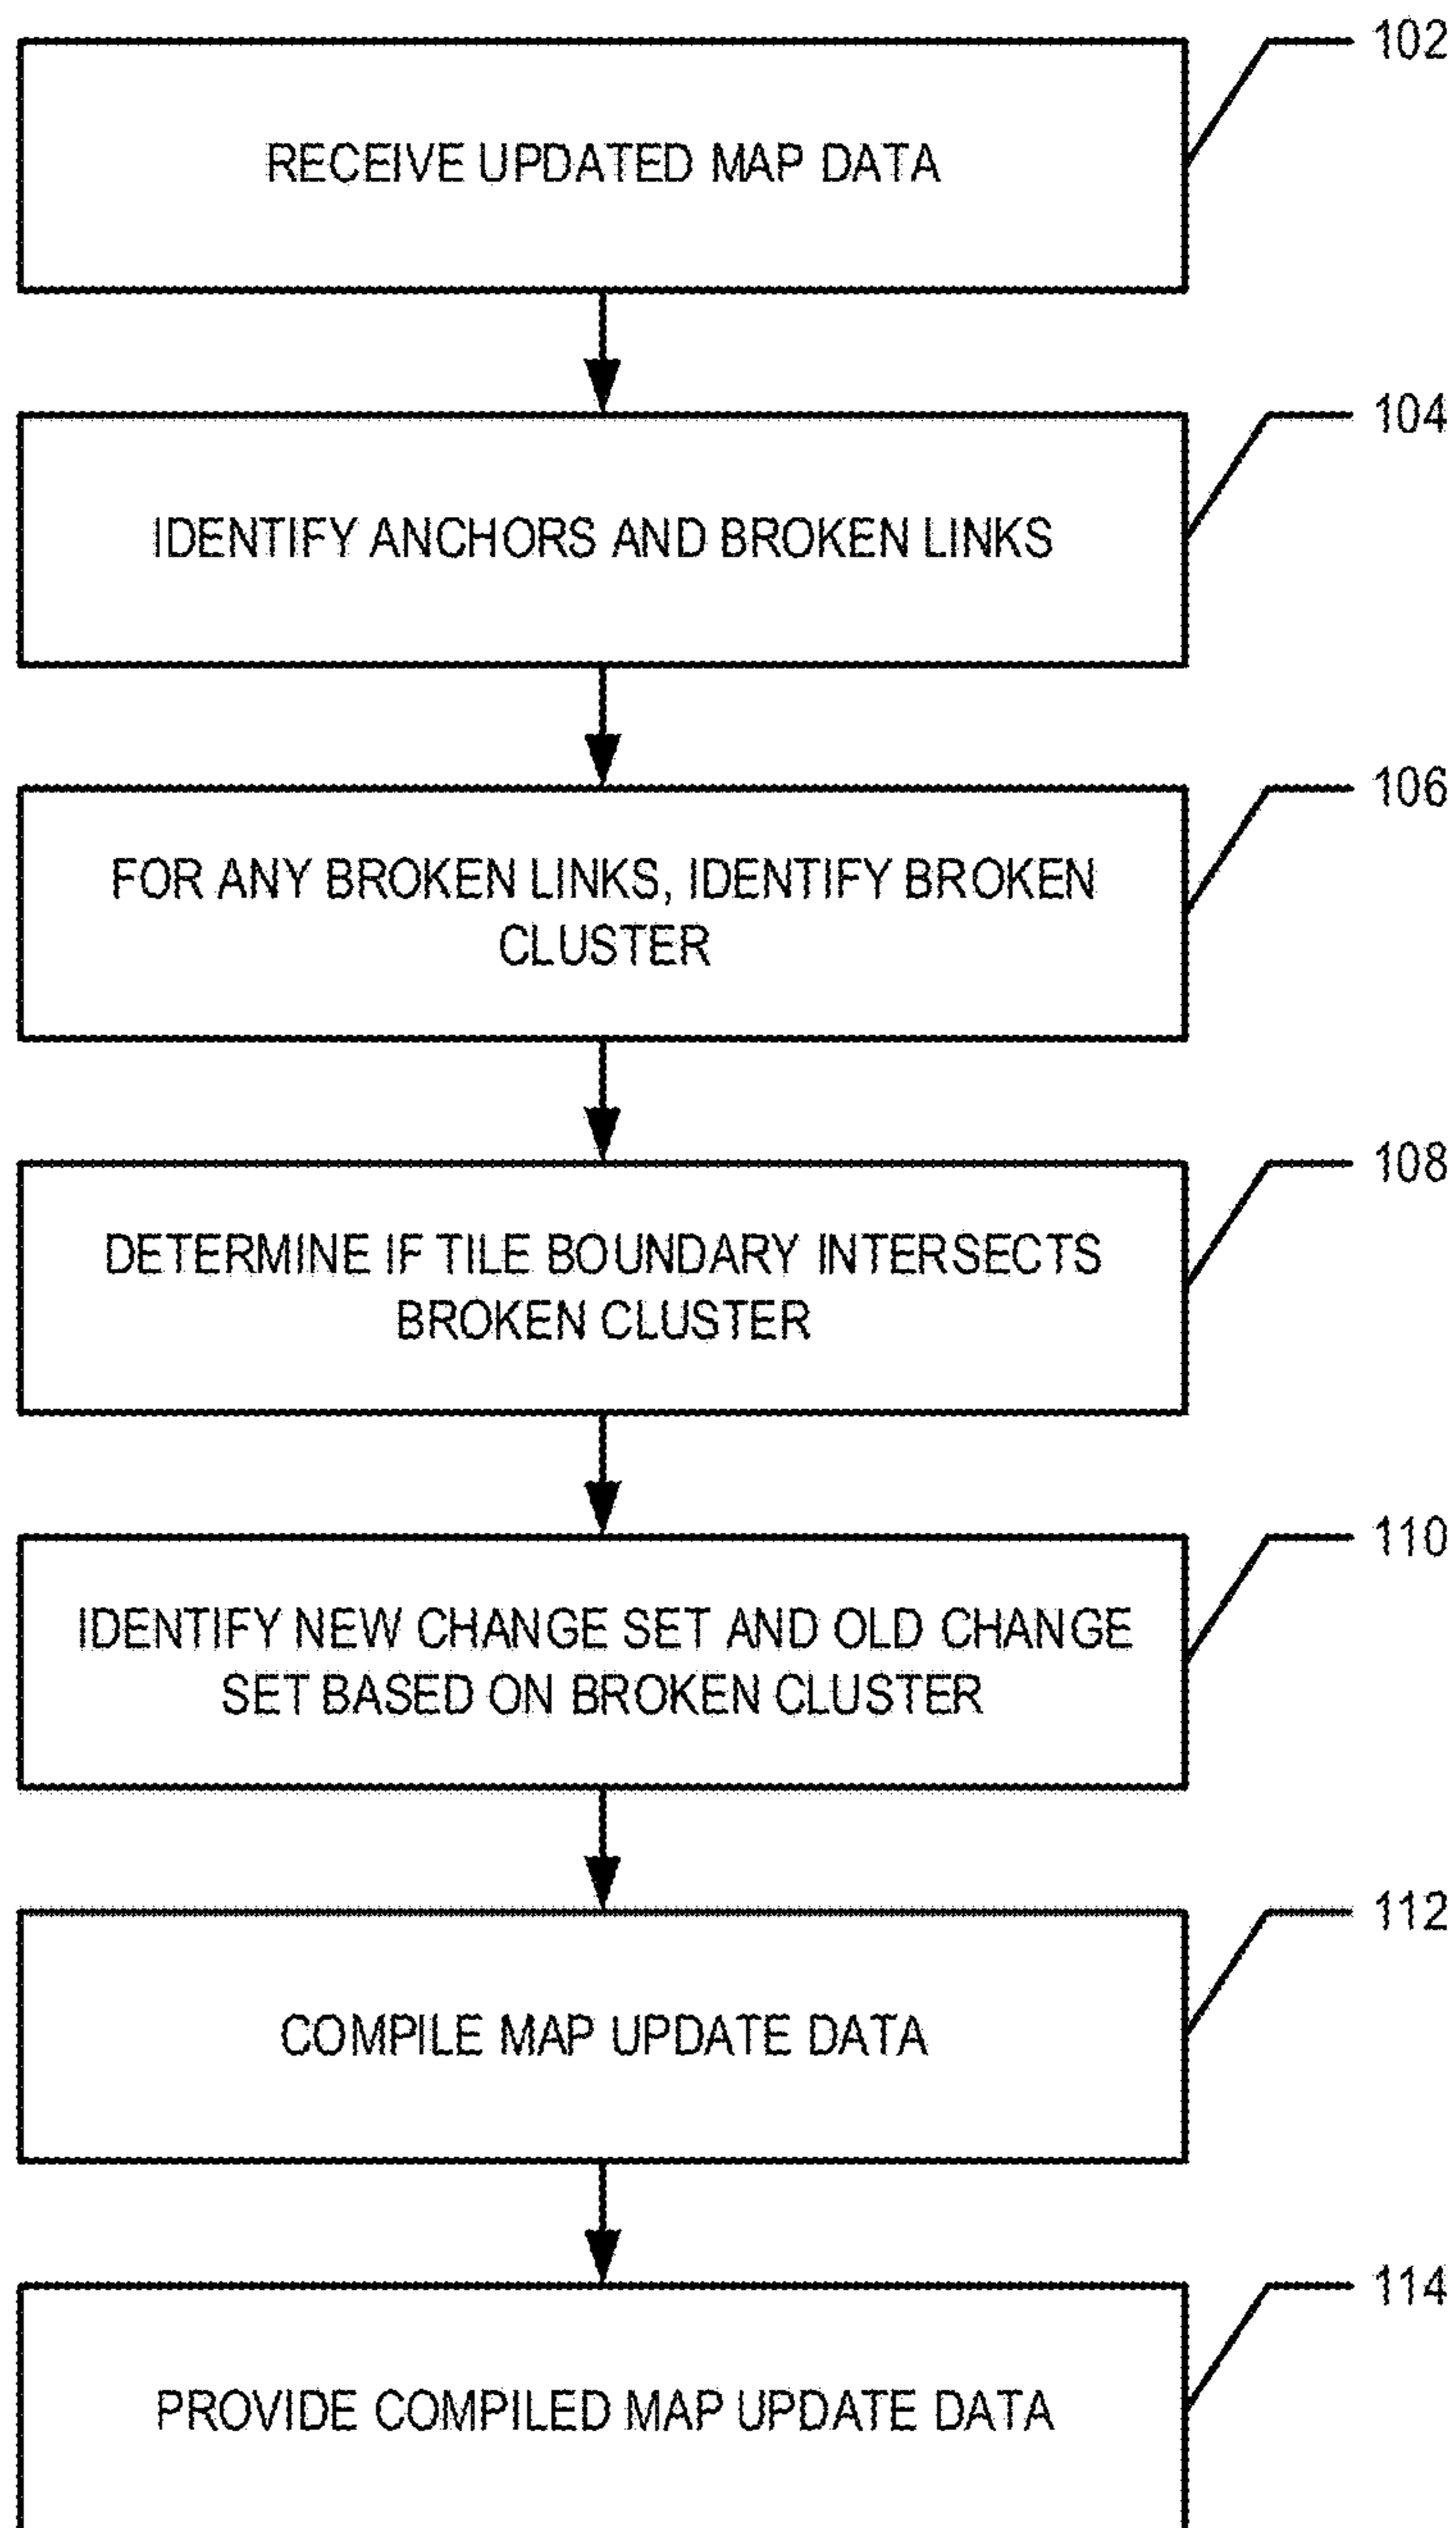 102
RECEIVE UPDATED MAP DATA
104
IDENTIFY ANCHORS AND BROKEN LINKS
106
FOR ANY BROKEN LINKS, IDENTIFY BROKEN
CLUSTER
108
DETERMINE IF TILE BOUNDARY INTERSECTS
BROKEN CLUSTER
110
IDENTIFY NEW CHANGE SET AND OLD CHANGE
SET BASED ON BROKEN CLUSTER
112
COMPILE MAP UPDATE DATA
114
PROVIDE COMPILED MAP UPDATE DATA